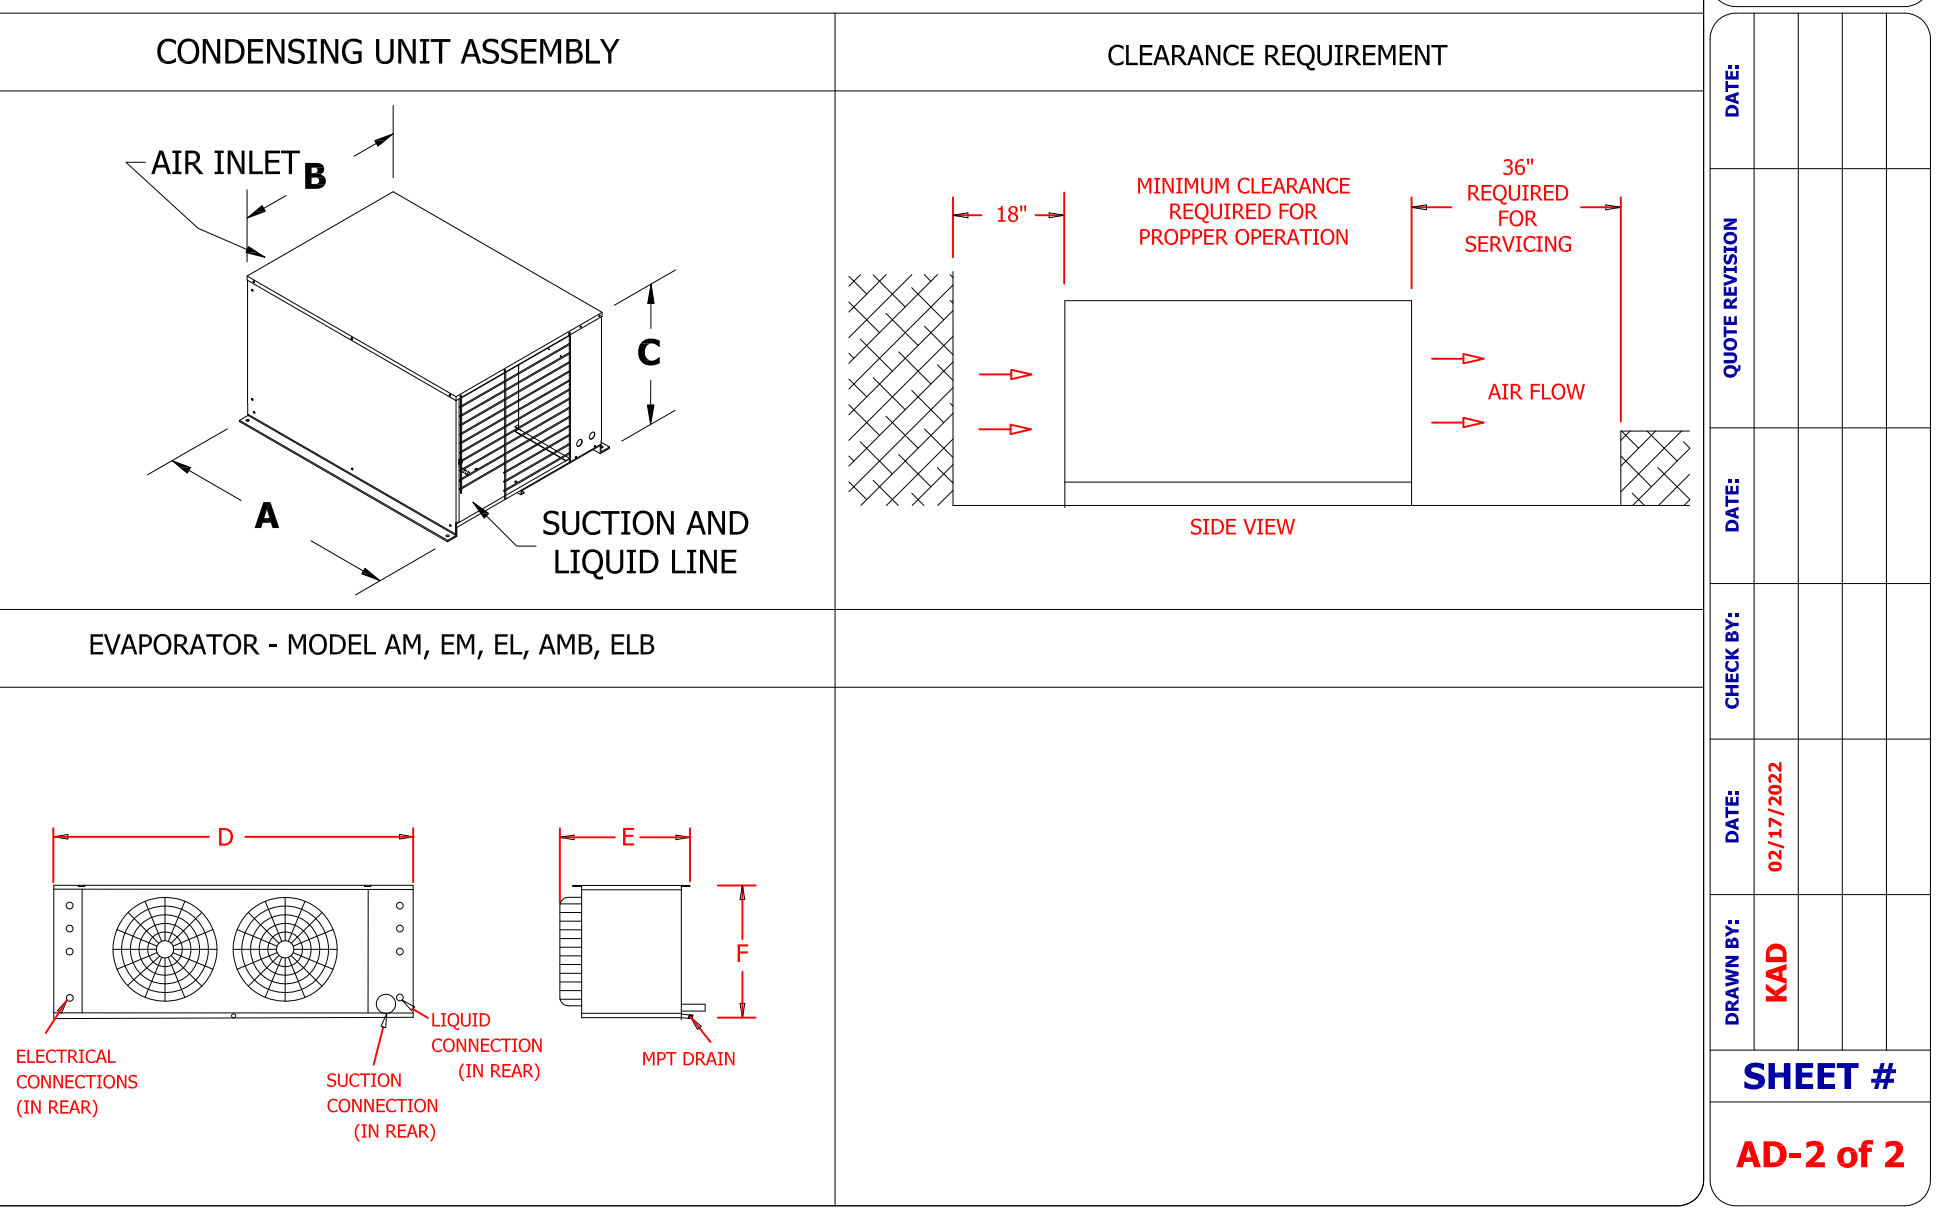 CONDENSING UNIT ASSEMBLY
AIR INLET
B
C
A
SUCTION AND
LIQUID LINE
CLEARANCE REQUIREMENT
18"
MINIMUM CLEARANCE
REQUIRED FOR
PROPPER OPERATION
36"
REQUIRED
FOR
SERVICING
AIR FLOW
SIDE VIEW
EVAPORATOR - MODEL AM, EM, EL, AMB, ELB
D
E
F
ELECTRICAL
CONNECTIONS
(IN REAR)
SUCTION
CONNECTION
(IN REAR)
LIQUID
CONNECTION
(IN REAR)
MPT DRAIN
DATE:
QUOTE REVISION
DATE:
CHECK BY:
DATE:
02/17/2022
DRAWN BY:
KAD
SHEET #
AD-2 of 2